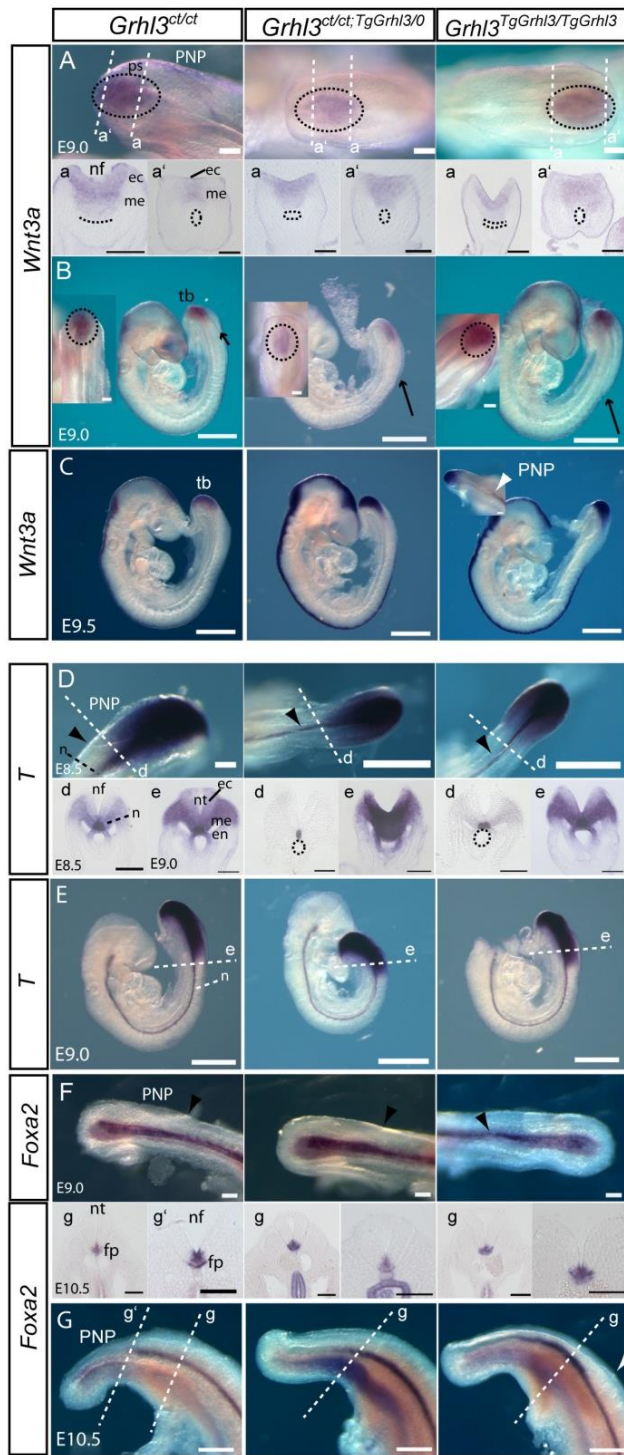 Grhl3ct/ct
Grhl3ct/ct;TgGrhl3/0
Grhl3TgGrhl3/TgGrhl3
Wnt3a
A
ps
PNP
a'
a
E9.0
a'
a
a
a'
a
nf
ec
me
a'
ec
me
a
a'
a
a'
B
tb
E9.0
Wnt3a
C
tb
PNP
E9.5
T
D
PNP
n
d
E8.5
d
d
d
nf
n
E8.5
e
ec
nt
me
en
E9.0
d
e
d
e
T
E
e
n
E9.0
e
e
Foxa2
F
PNP
E9.0
Foxa2
g
nt
fp
E10.5
g'
nf
fp
g
g
G
PNP
g'
g
E10.5
g
g